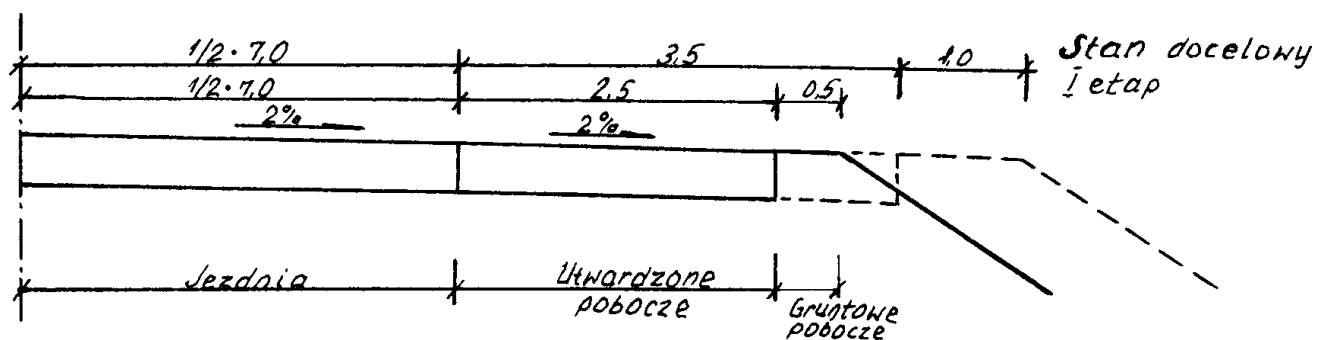 1/2·7,0 3,5 1,0 Stan docelowy
1/2·7,0 2,5 0,5 I etap
2% 2%
Jezdnia Utwardzone pobocze Gruntowe pobocze